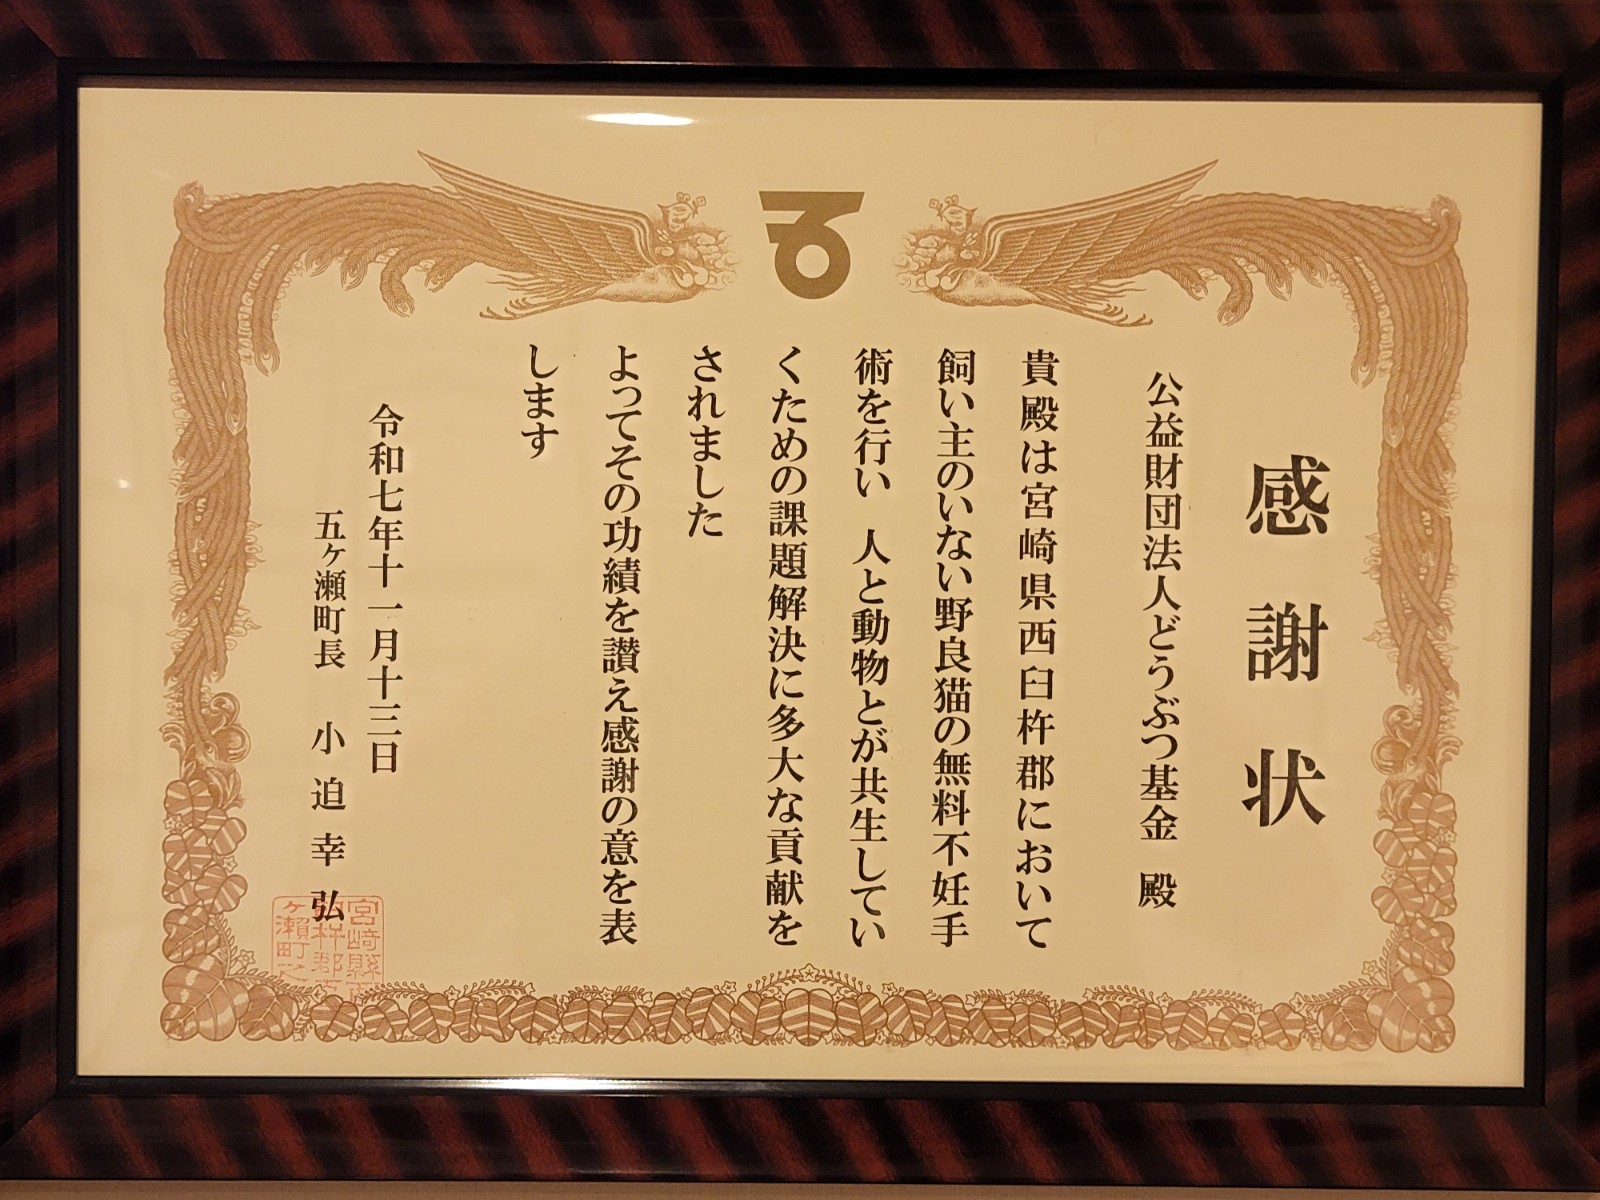 感謝状
公益財団法人どうぶつ基金 殿
貴殿は宮崎県西臼杵郡において
飼い主のいない野良猫の無料不妊手
術を行い 人と動物とが共生してい
くための課題解決に多大な貢献を
されました
よってその功績を讃え感謝の意を表
します
令和七年十一月十三日
五ヶ瀬町長 小迫幸弘